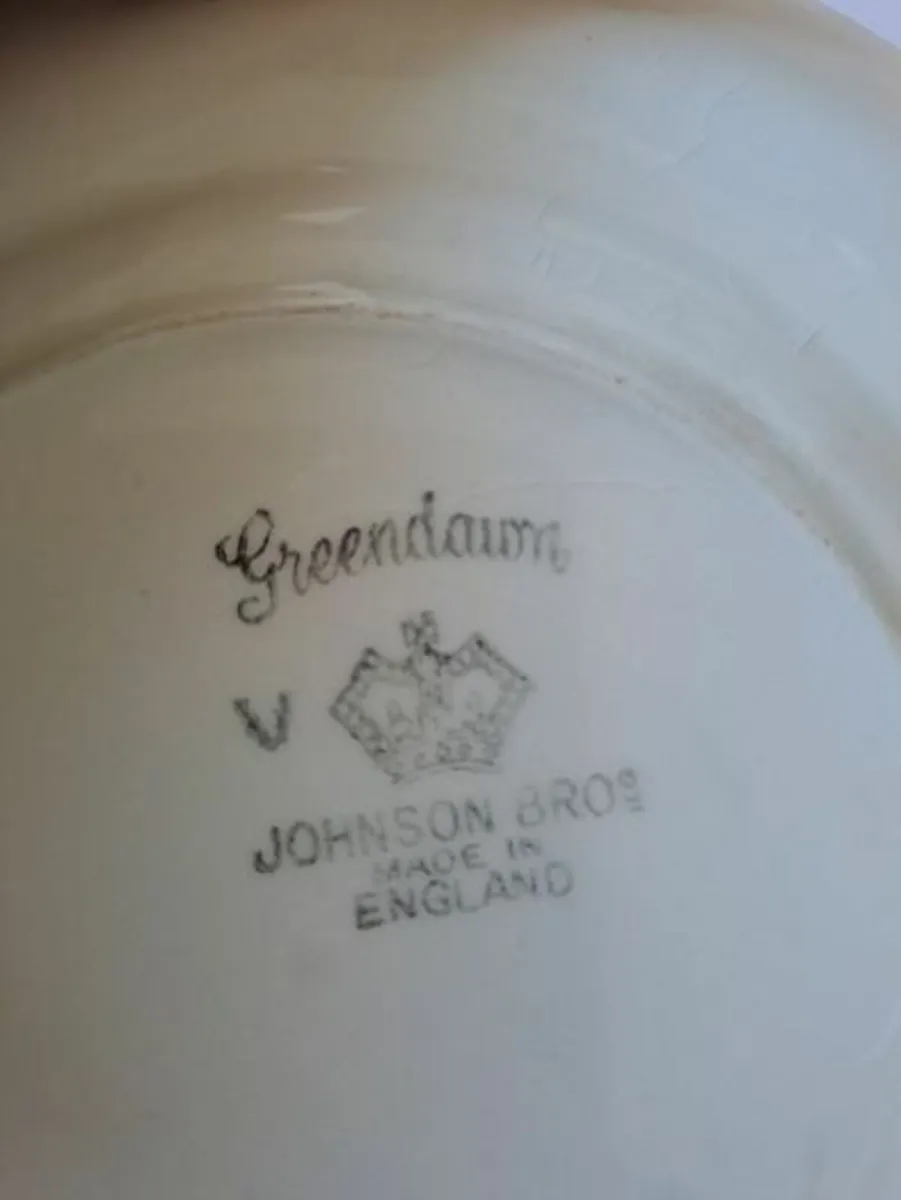 Greendawn
V
JOHNSON BROS
MADE IN
ENGLAND